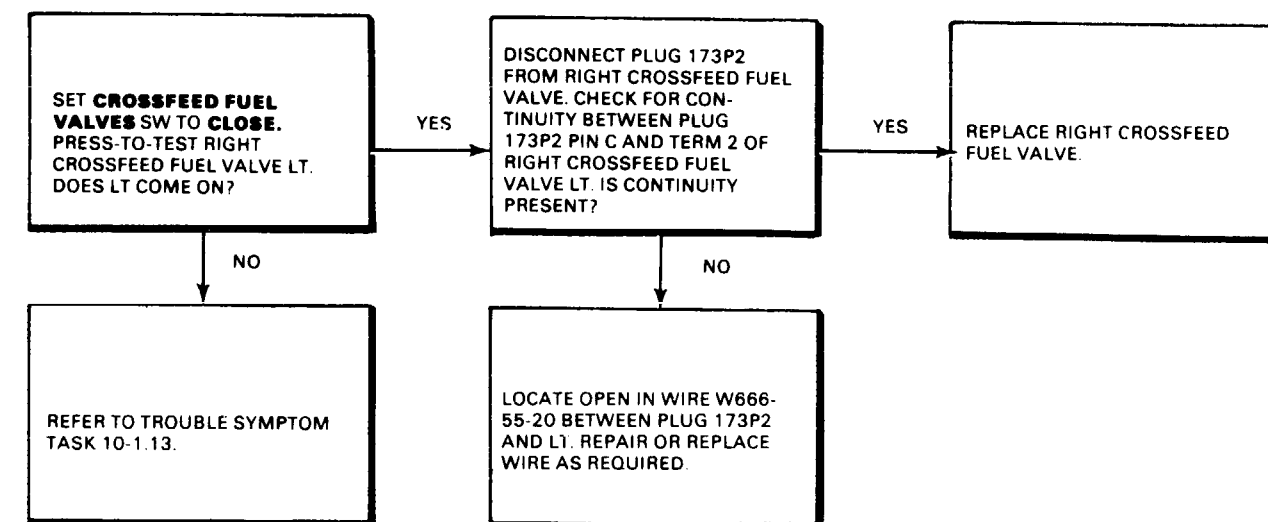 SET CROSSFEED FUEL
VALVES SW TO CLOSE.
PRESS-TO-TEST RIGHT
CROSSFEED FUEL VALVE LT.
DOES LT COME ON?
YES
DISCONNECT PLUG 173P2
FROM RIGHT CROSSFEED FUEL
VALVE. CHECK FOR CON-
TINUITY BETWEEN PLUG
173P2 PIN C AND TERM 2 OF
RIGHT CROSSFEED FUEL
VALVE LT. IS CONTINUITY
PRESENT?
YES
REPLACE RIGHT CROSSFEED
FUEL VALVE.
NO
NO
REFER TO TROUBLE SYMPTOM
TASK 10-1.13.
LOCATE OPEN IN WIRE W666-
55-20 BETWEEN PLUG 173P2
AND LT. REPAIR OR REPLACE
WIRE AS REQUIRED.